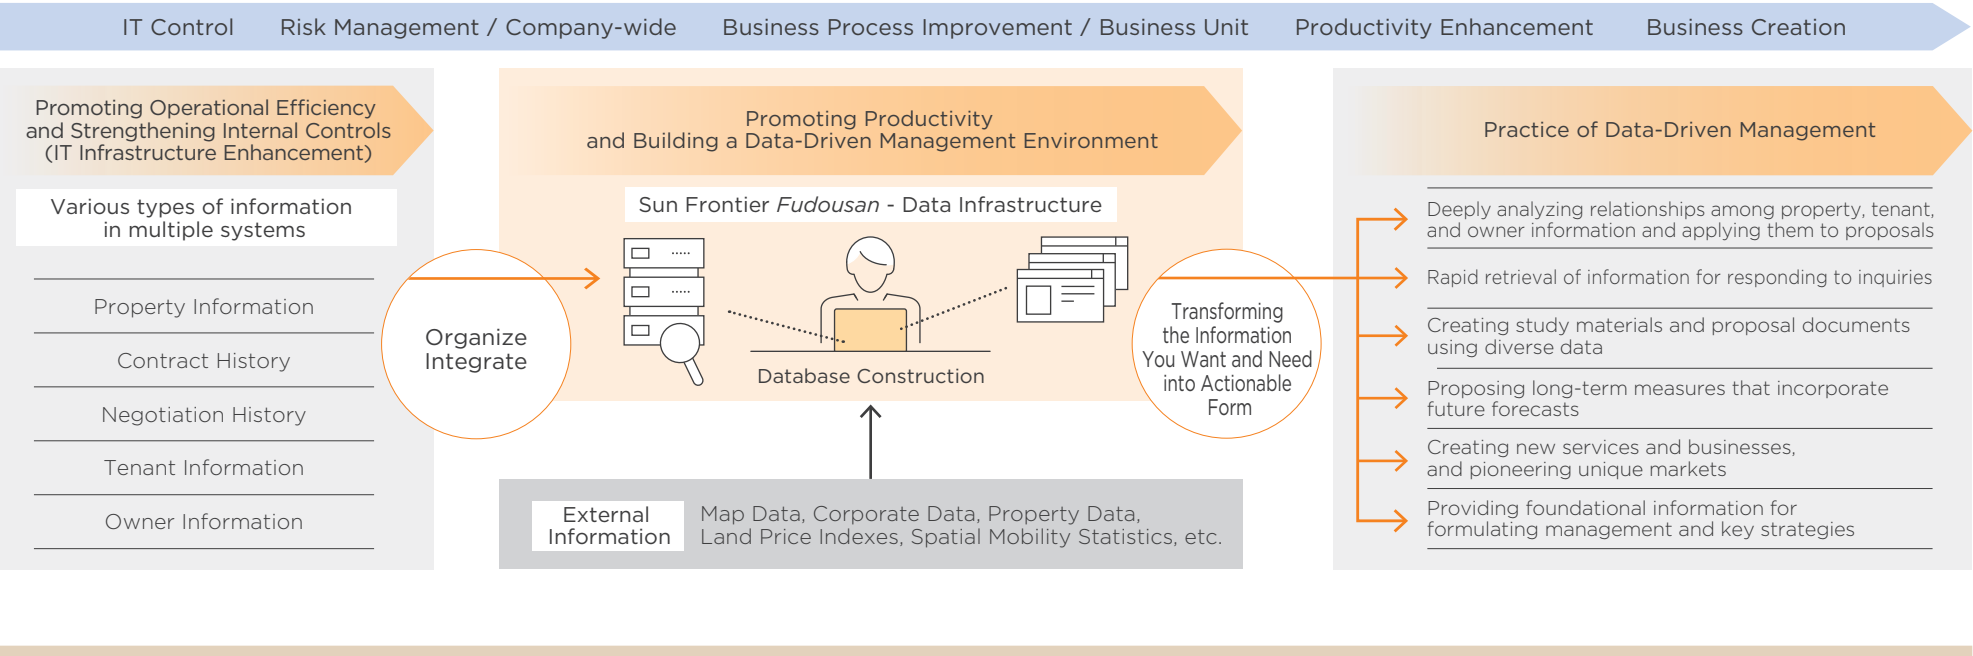 IT Control Risk Management / Company-wide Business Process Improvement / Business Unit Productivity Enhancement Business Creation
Promoting Operational Efficiency
and Strengthening Internal Controls
(IT Infrastructure Enhancement)
Various types of information
in multiple systems
Property Information
Contract History
Negotiation History
Tenant Information
Owner Information
Organize
Integrate
Promoting Productivity
and Building a Data-Driven Management Environment
Sun Frontier Fudousan - Data Infrastructure
Database Construction
External
Information
Map Data, Corporate Data, Property Data,
Land Price Indexes, Spatial Mobility Statistics, etc.
Transforming
the Information
You Want and Need
into Actionable
Form
Practice of Data-Driven Management
Deeply analyzing relationships among property, tenant,
and owner information and applying them to proposals
Rapid retrieval of information for responding to inquiries
Creating study materials and proposal documents
using diverse data
Proposing long-term measures that incorporate
future forecasts
Creating new services and businesses,
and pioneering unique markets
Providing foundational information for
formulating management and key strategies